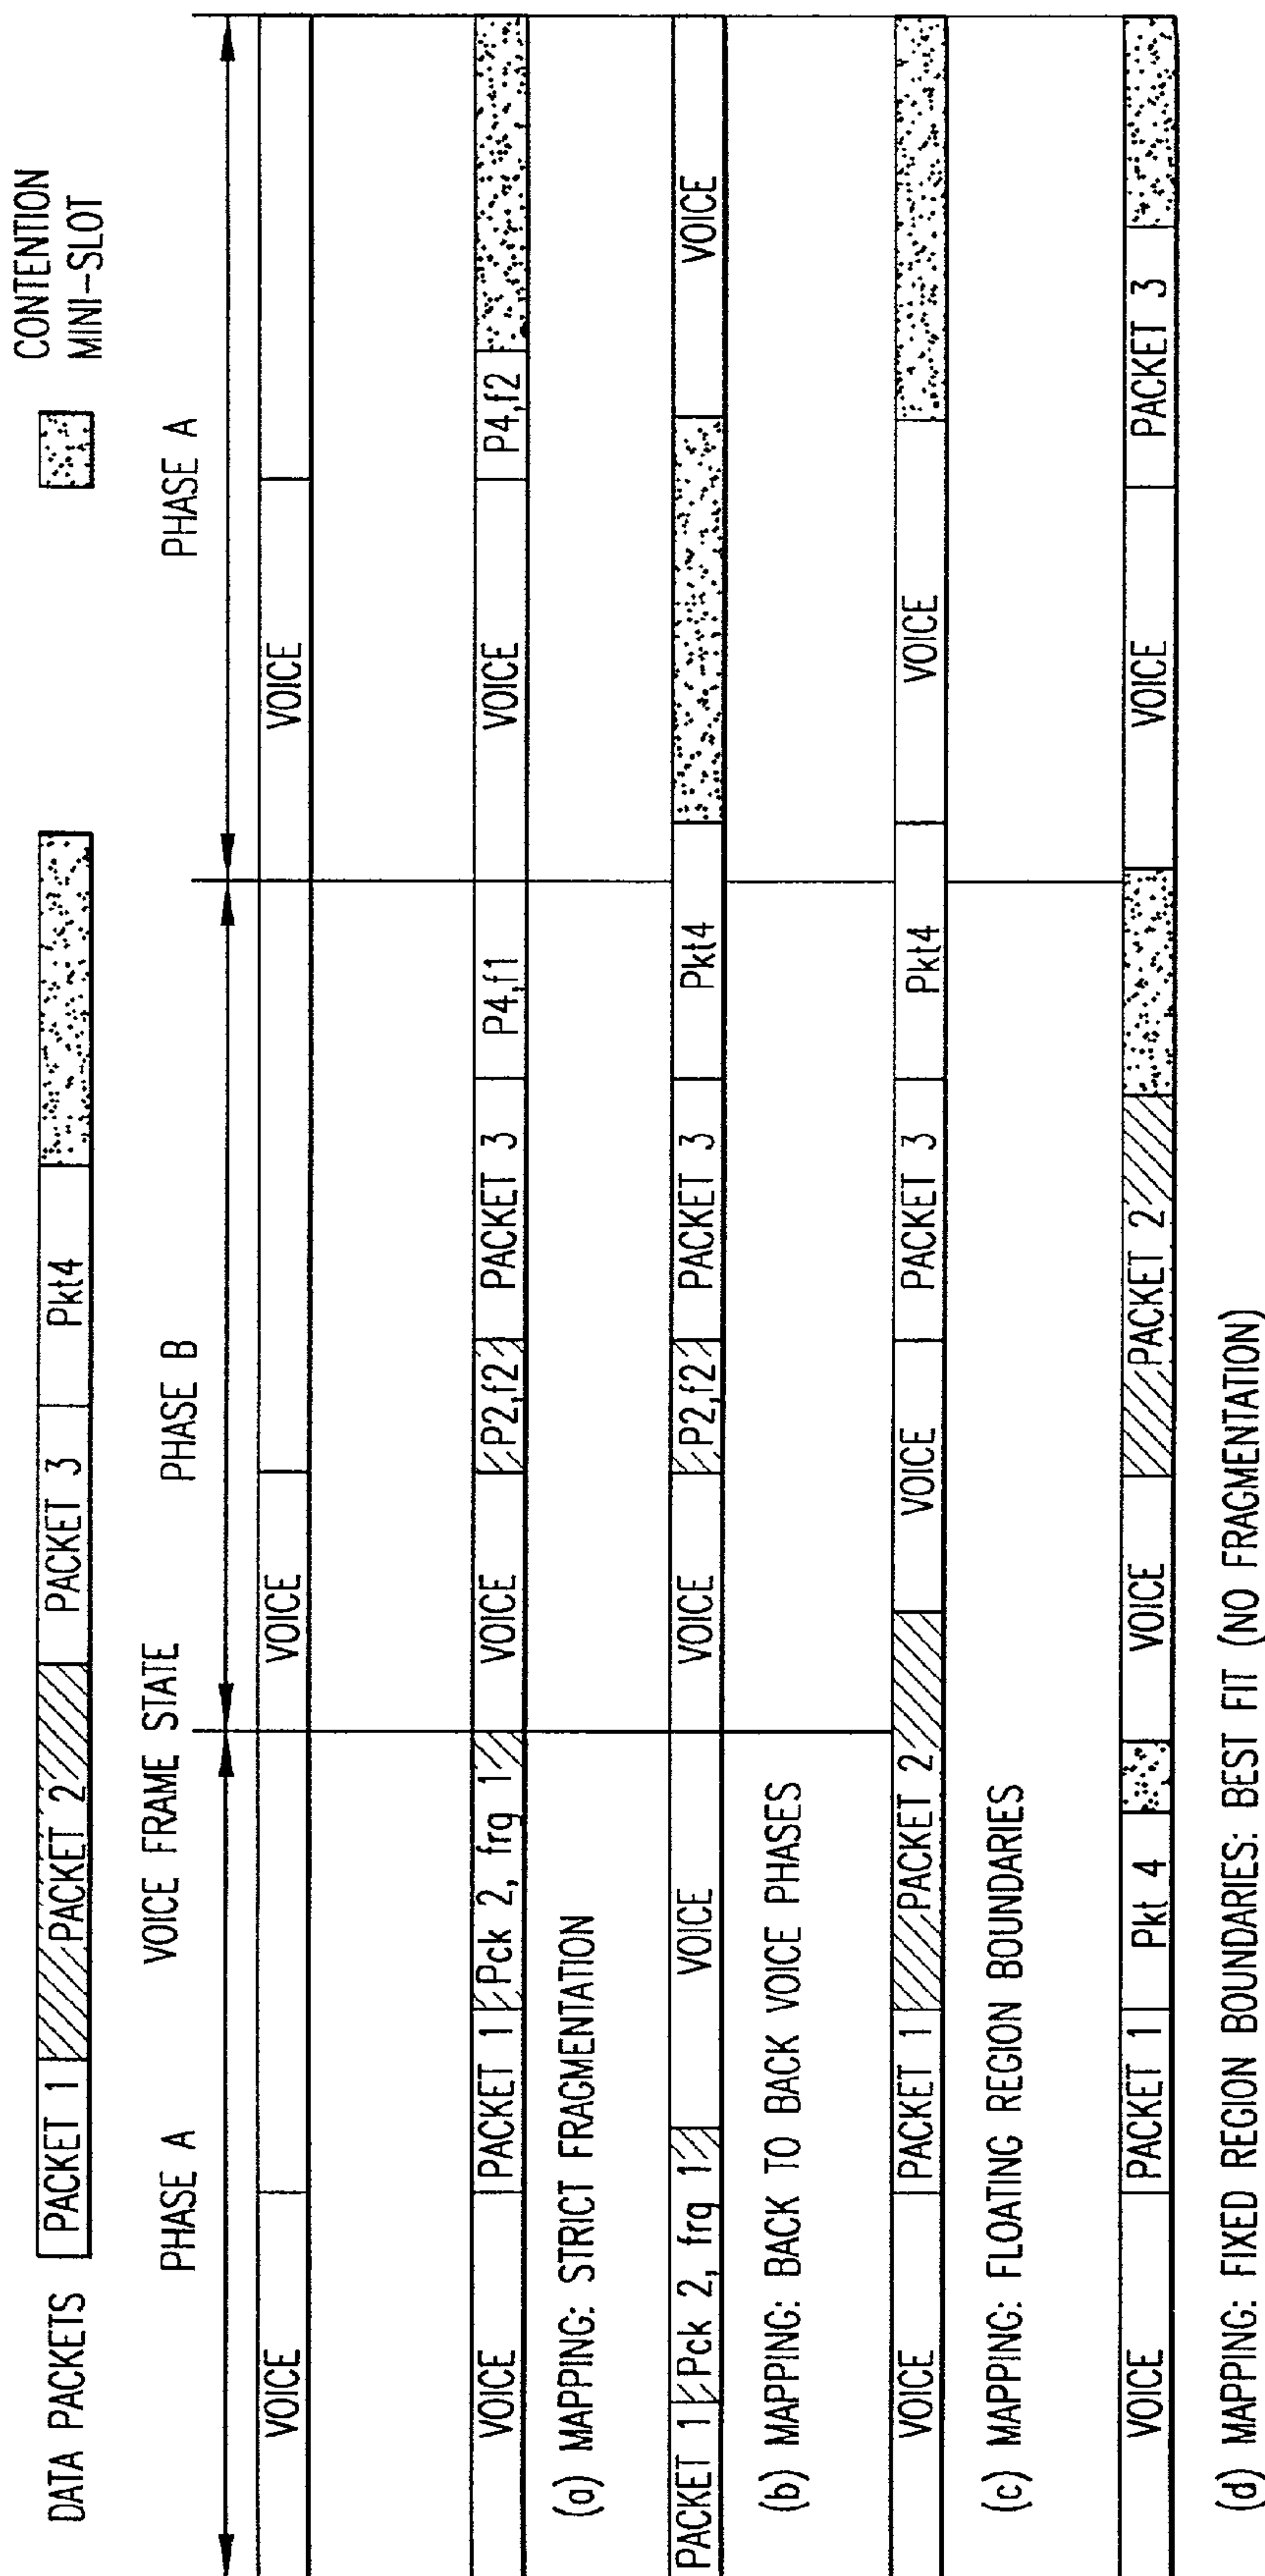 DATA PACKETS
PACKET 1 PACKET 2 PACKET 3 Pkt4
CONTENTION
MINI-SLOT
VOICE FRAME STATE
PHASE A PHASE B PHASE A
VOICE VOICE VOICE
VOICE PACKET 1 Pck 2, frg 1 VOICE P2,f2 PACKET 3 P4,f1 VOICE P4,f2
(a) MAPPING: STRICT FRAGMENTATION
PACKET 1 Pck 2, frg 1 VOICE VOICE P2,f2 PACKET 3 Pkt4 VOICE
(b) MAPPING: BACK TO BACK VOICE PHASES
VOICE PACKET 1 PACKET 2 VOICE PACKET 3 Pkt4 VOICE
(c) MAPPING: FLOATING REGION BOUNDARIES
VOICE PACKET 1 Pkt 4 VOICE PACKET 2 VOICE PACKET 3
(d) MAPPING: FIXED REGION BOUNDARIES: BEST FIT (NO FRAGMENTATION)